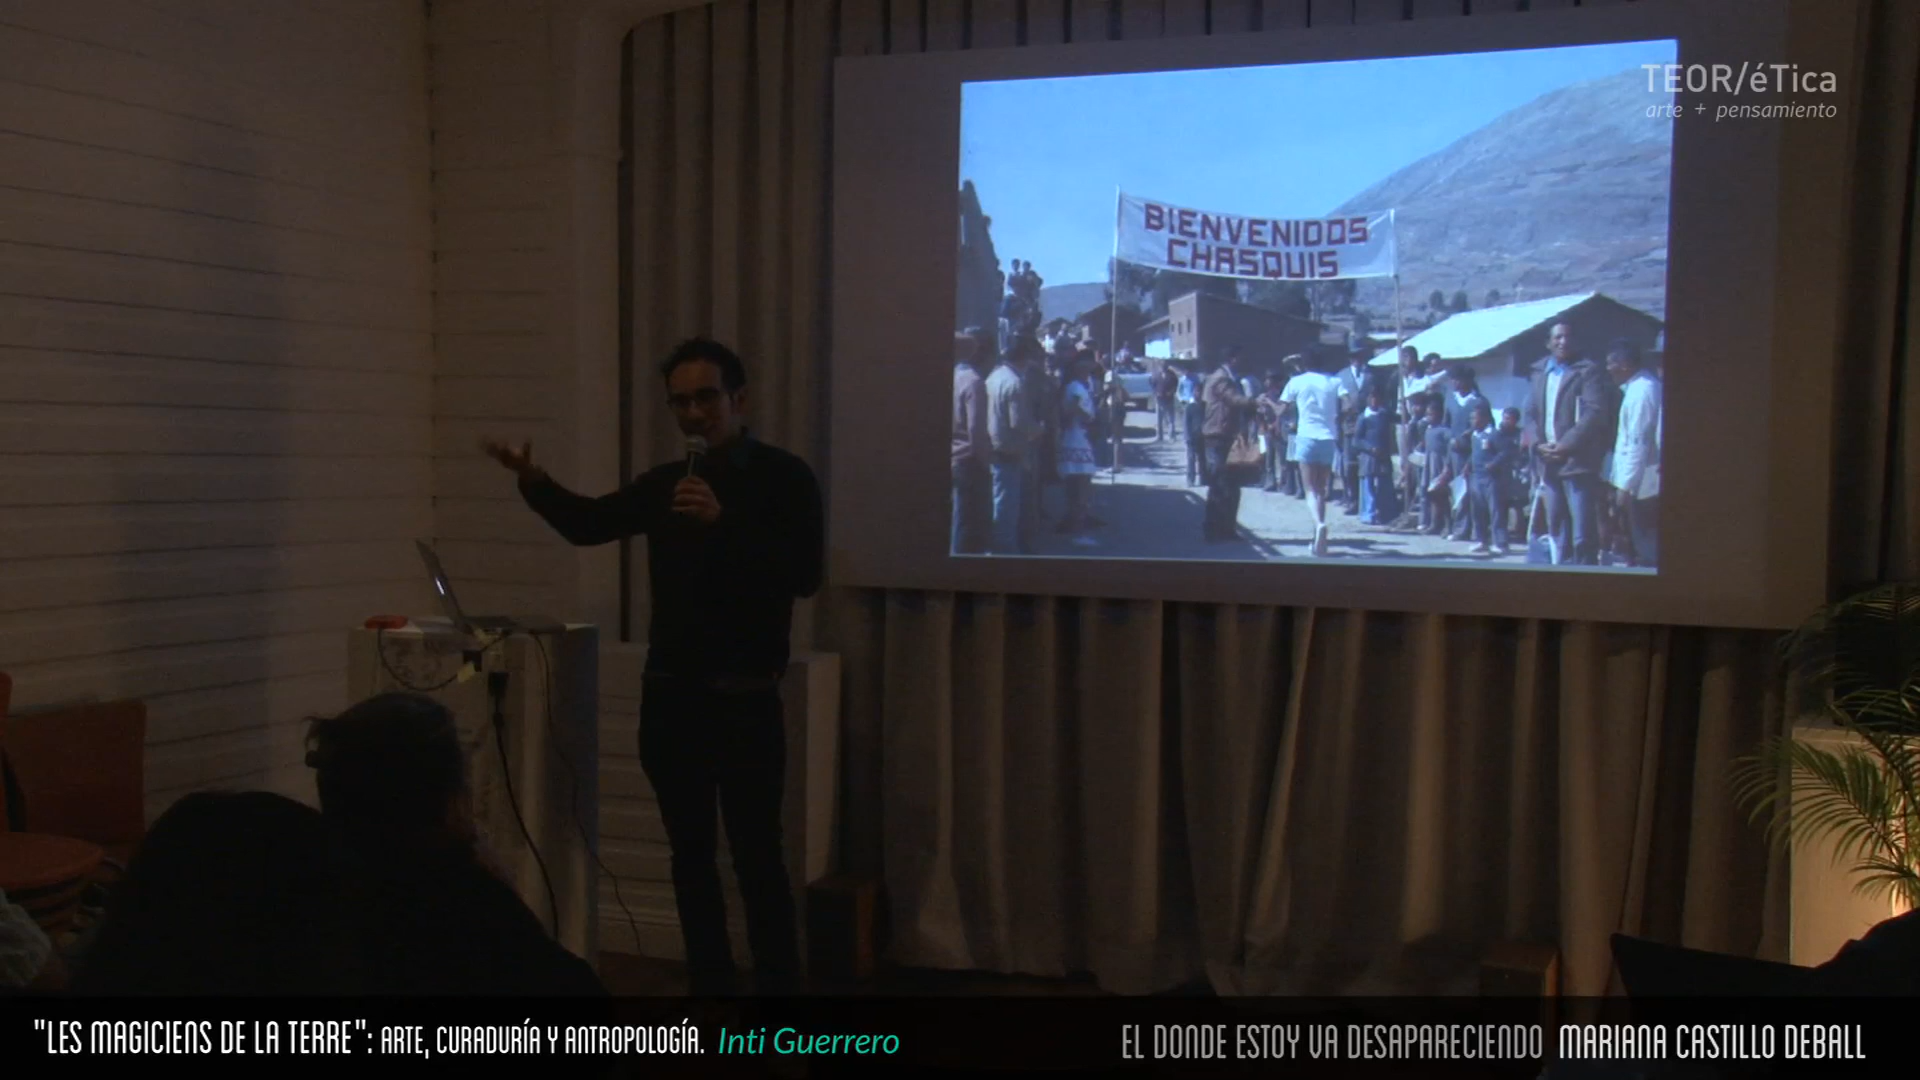 TEOR/éTica
arte + pensamiento
BIENVENIDOS
CHASQUIS
"LES MAGICIENS DE LA TERRE": ARTE, CURADURÍA Y ANTROPOLOGÍA. Inti Guerrero
EL DONDE ESTOY VA DESAPARECIENDO MARIANA CASTILLO DEBALL